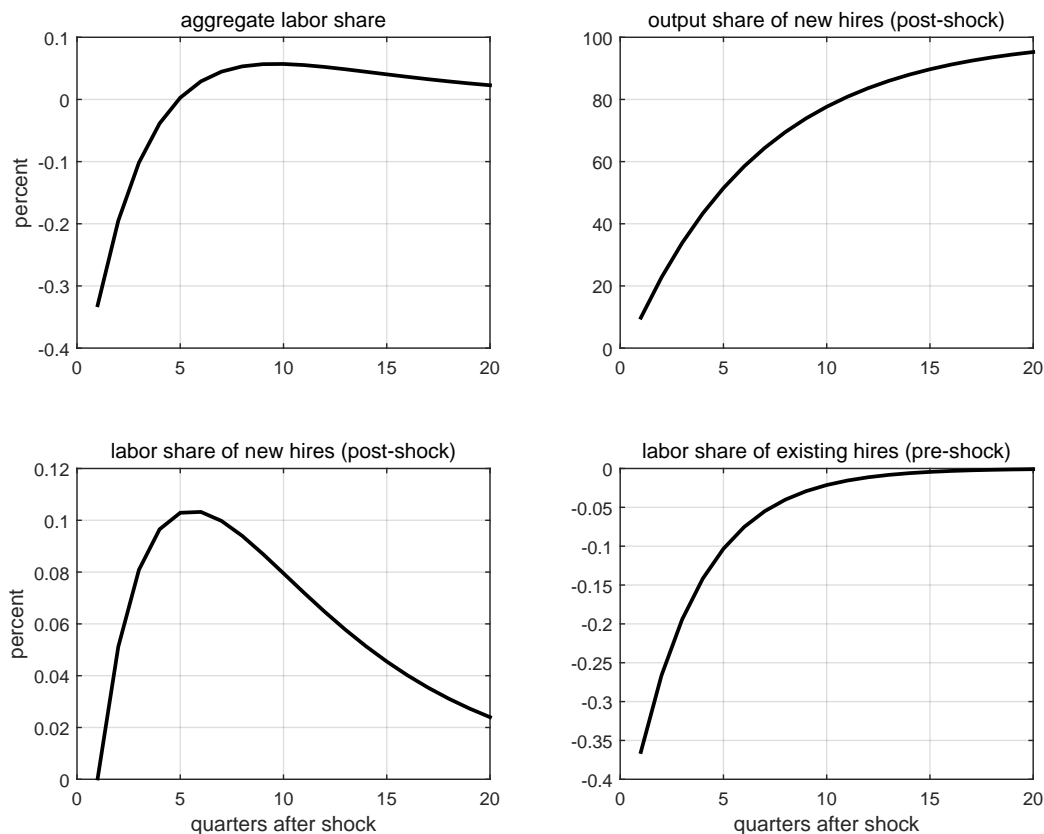 aggregate labor share
percent
0.1
0
-0.1
-0.2
-0.3
-0.4
0 5 10 15 20
output share of new hires (post-shock)
100
80
60
40
20
0
0 5 10 15 20
labor share of new hires (post-shock)
percent
0.12
0.1
0.08
0.06
0.04
0.02
0
0 5 10 15 20
quarters after shock
labor share of existing hires (pre-shock)
0
-0.05
-0.1
-0.15
-0.2
-0.25
-0.3
-0.35
-0.4
0 5 10 15 20
quarters after shock